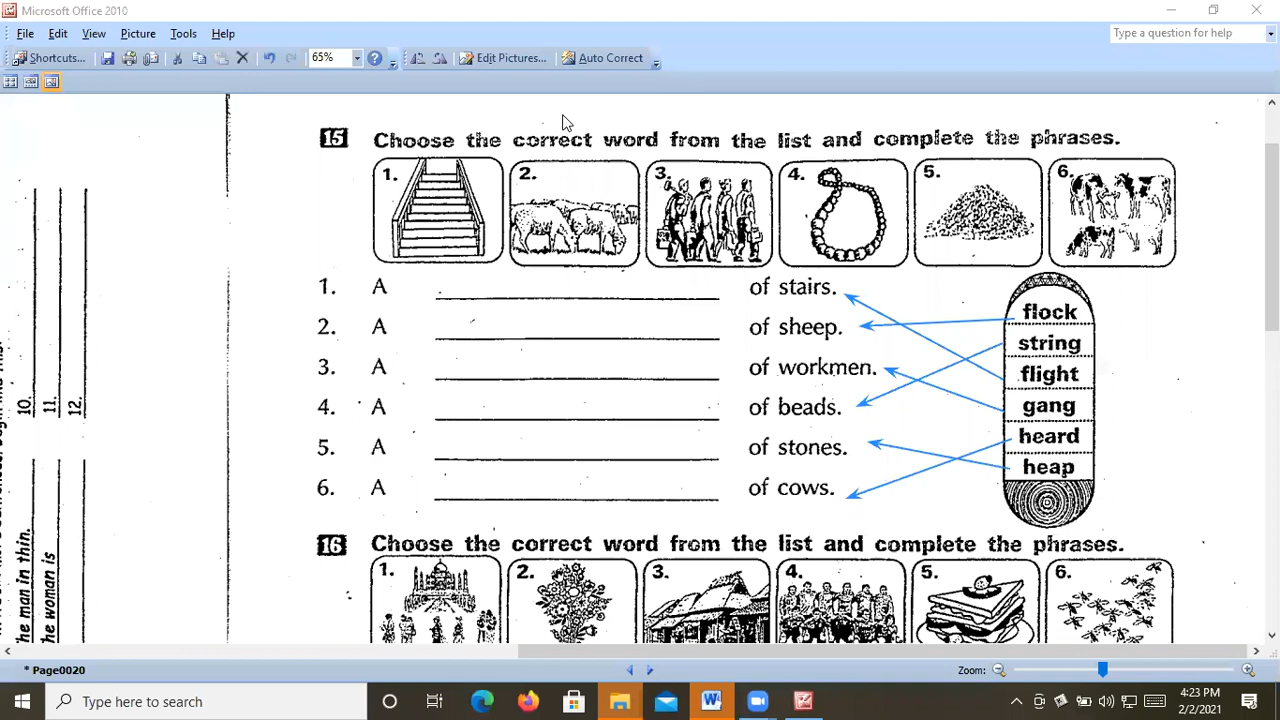 Microsoft Office 2010
File Edit View Picture Tools Help
Type a question for help
Shortcuts... 65% Edit Pictures... Auto Correct
15 Choose the correct word from the list and complete the phrases.
1. 2. 3. 4. 5. 6.
1. A of stairs.
2. A of sheep.
3. A of workmen.
4. A of beads.
5. A of stones.
6. A of cows.
flock
string
flight
gang
heard
heap
16 Choose the correct word from the list and complete the phrases.
1. 2. 3. 4. 5. 6.
10.
11.
12.
he man in thin.
he woman is
* Page0020
Zoom:
Type here to search
4:23 PM
2/2/2021